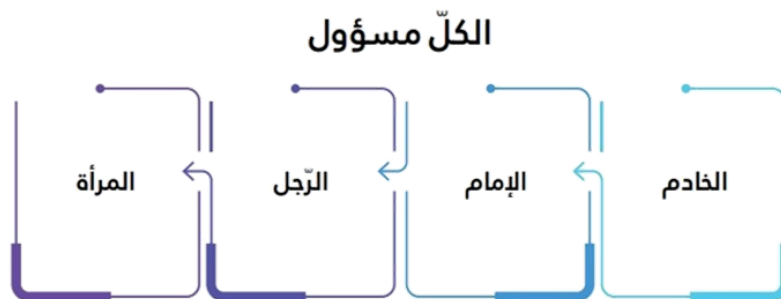 الكلّ مسؤول
الخادم
الإمام
الرّجل
المرأة